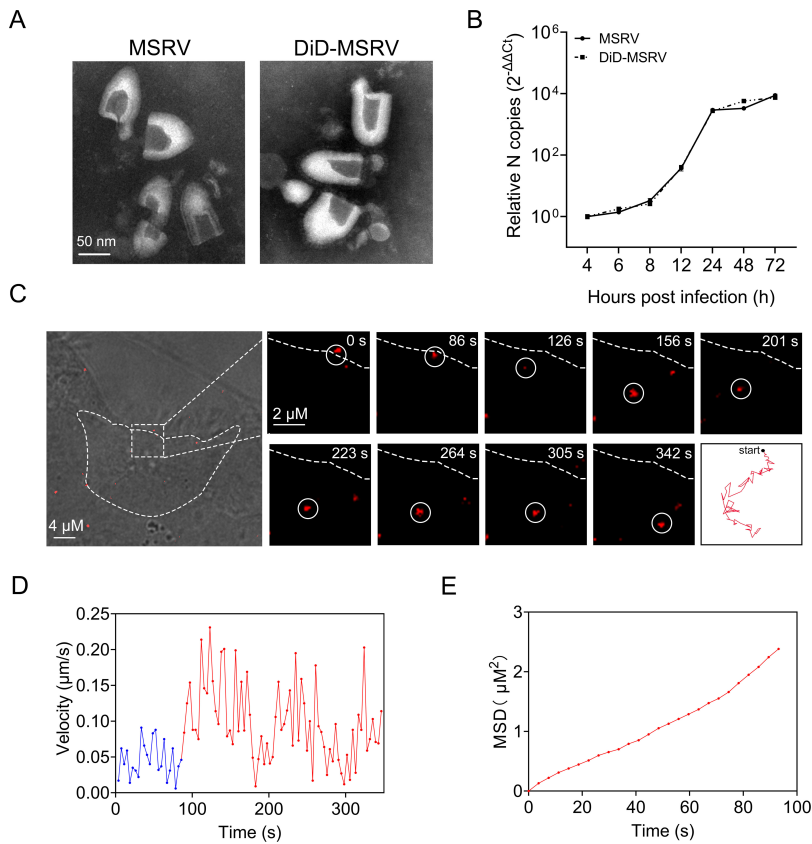 A
MSRV
DiD-MSRV
50 nm
B
Relative N copies (2^-ΔΔCt)
10^6
10^4
10^2
10^0
MSRV
DiD-MSRV
4 6 8 12 24 48 72
Hours post infection (h)
C
4 μM
0 s
86 s
126 s
156 s
201 s
2 μM
223 s
264 s
305 s
342 s
start
D
Velocity (μm/s)
0.25
0.20
0.15
0.10
0.05
0.00
0 100 200 300
Time (s)
E
MSD( μM²)
3
2
1
0
0 20 40 60 80 100
Time (s)